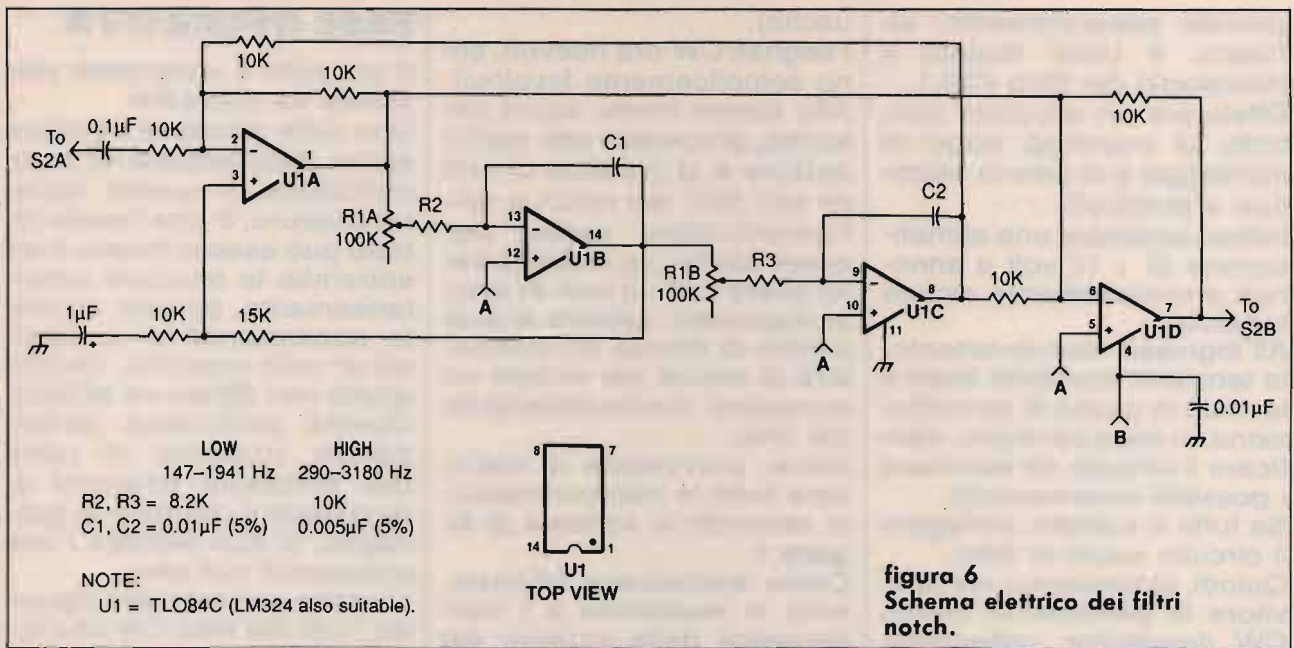 10K
10K
10K
To
S2A
0.1µF
10K
2
3
1
U1A
C1
R1A
100K
R2
13
12
14
U1B
A
C2
R1B
100K
R3
9
10
8
11
U1C
A
10K
6
5
7
4
U1D
A
B
To
S2B
0.01µF
1µF
+
10K
15K
LOW HIGH
147–1941 Hz 290–3180 Hz
R2, R3 = 8.2K 10K
C1, C2 = 0.01µF (5%) 0.005µF (5%)
NOTE:
U1 = TLO84C (LM324 also suitable).
8
7
14
1
U1
TOP VIEW
figura 6
Schema elettrico dei filtri
notch.